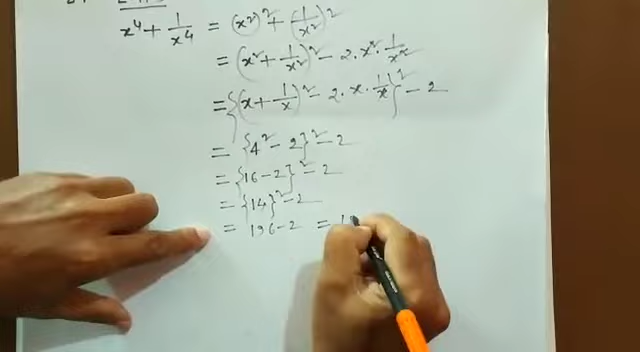 x⁴ + 1/x⁴ = (x²)² + (1/x²)²
= (x² + 1/x²)² - 2·x²·1/x²
= {(x + 1/x)² - 2·x·1/x}² - 2
= {4² - 2}² - 2
= {16 - 2}² - 2
= {14}² - 2
= 196 - 2 = 1